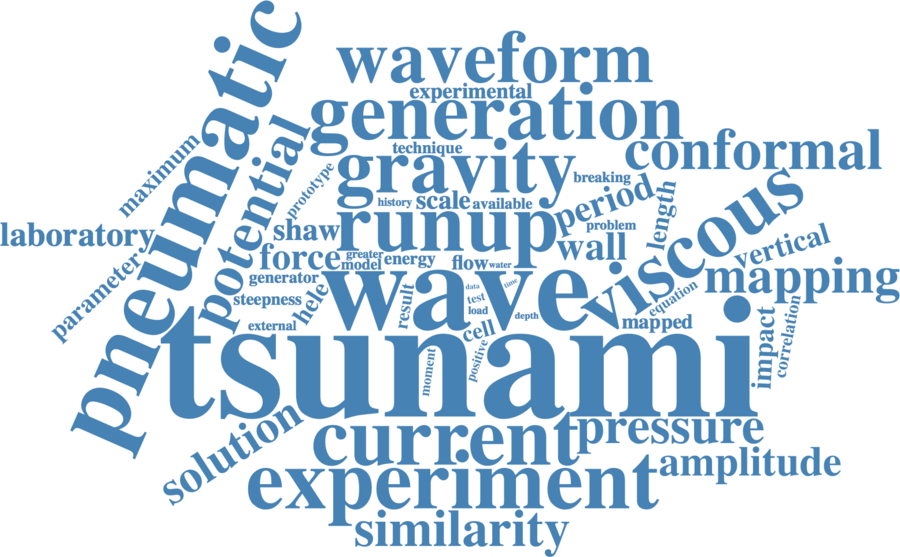 waveform
experimental
generation
pneumatic
technique
conformal
maximum
potential
prototype
gravity
breaking
history
scale
available
period
length
viscous
laboratory
shaw
runup
problem
wall
vertical
parametery
force
greater
model
energy
flow
water
mapping
generator
hele
wave
steepness
result
data
time
test
load
depth
equation
mapped
external
cell
impact
correlation
tsunami
moment
positive
solution
current
pressure
experiment
amplitude
similarity